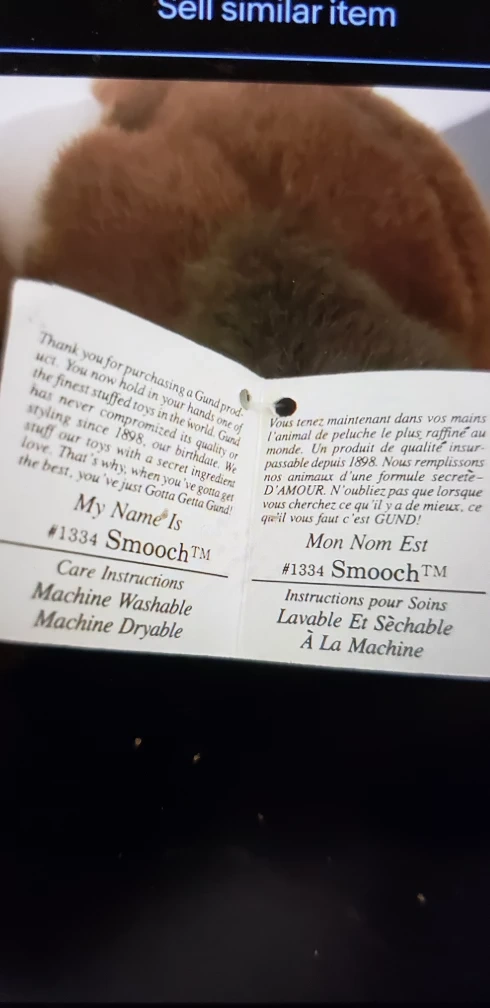 Sell similar item
Thank you for purchasing a Gund prod-
uct. You now hold in your hands one of
the finest stuffed toys in the world. Gund
has never compromized its quality or
styling since 1898, our birthdate. We
stuff our toys with a secret ingredient
love. That's why, when you've gotta get
the best, you've just Gotta Getta Gund!
My Name Is
#1334 Smooch™
Care Instructions
Machine Washable
Machine Dryable
Vous tenez maintenant dans vos mains
l'animal de peluche le plus raffiné au
monde. Un produit de qualité insur-
passable depuis 1898. Nous remplissons
nos animaux d'une formule secrete-
D'AMOUR. N'oubliez pas que lorsque
vous cherchez ce qu'il y a de mieux, ce
qu'il vous faut c'est GUND!
Mon Nom Est
#1334 Smooch™
Instructions pour Soins
Lavable Et Sèchable
À La Machine